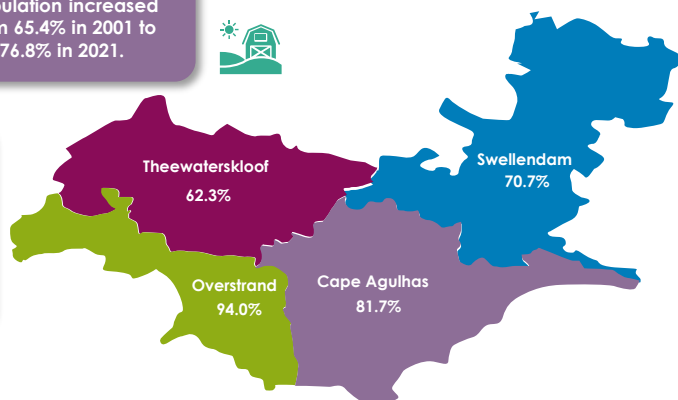 increased
65.4% in 2001 to
76.8% in 2021.
Theewaterskloof
62.3%
Swellendam
70.7%
Overstrand
94.0%
Cape Agulhas
81.7%